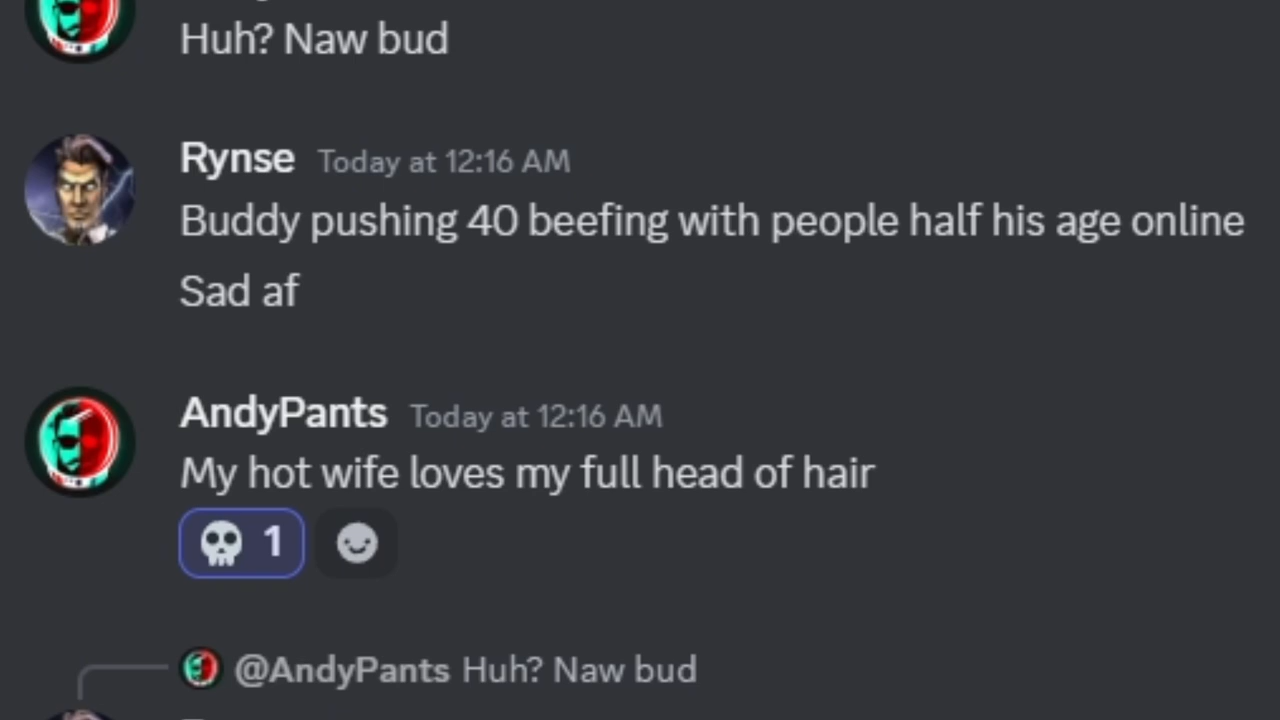 Huh? Naw bud
Rynse Today at 12:16 AM
Buddy pushing 40 beefing with people half his age online
Sad af
AndyPants Today at 12:16 AM
My hot wife loves my full head of hair
1
@AndyPants Huh? Naw bud